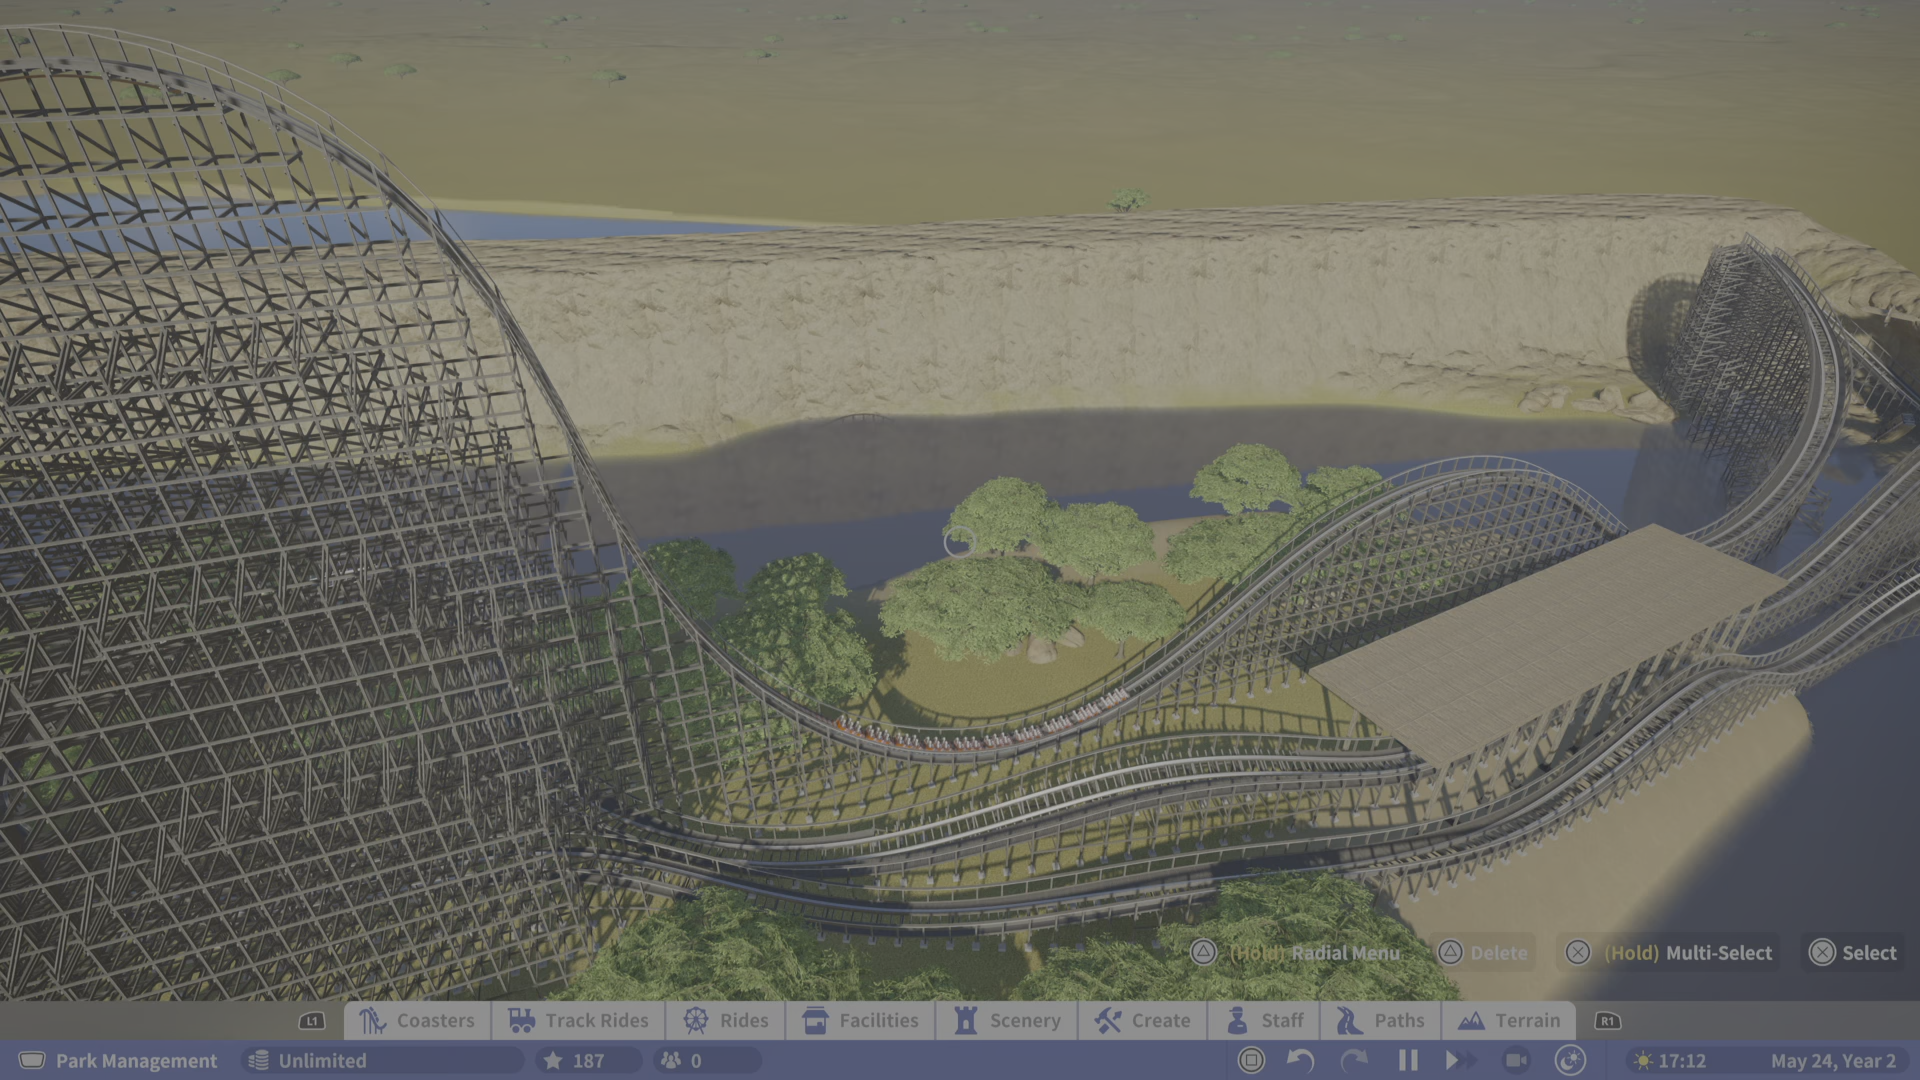 (Hold) Radial Menu Delete (Hold) Multi-Select Select
L1 Coasters Track Rides Rides Facilities Scenery Create Staff Paths Terrain R1
Park Management Unlimited 187 0 17:12 May 24, Year 2